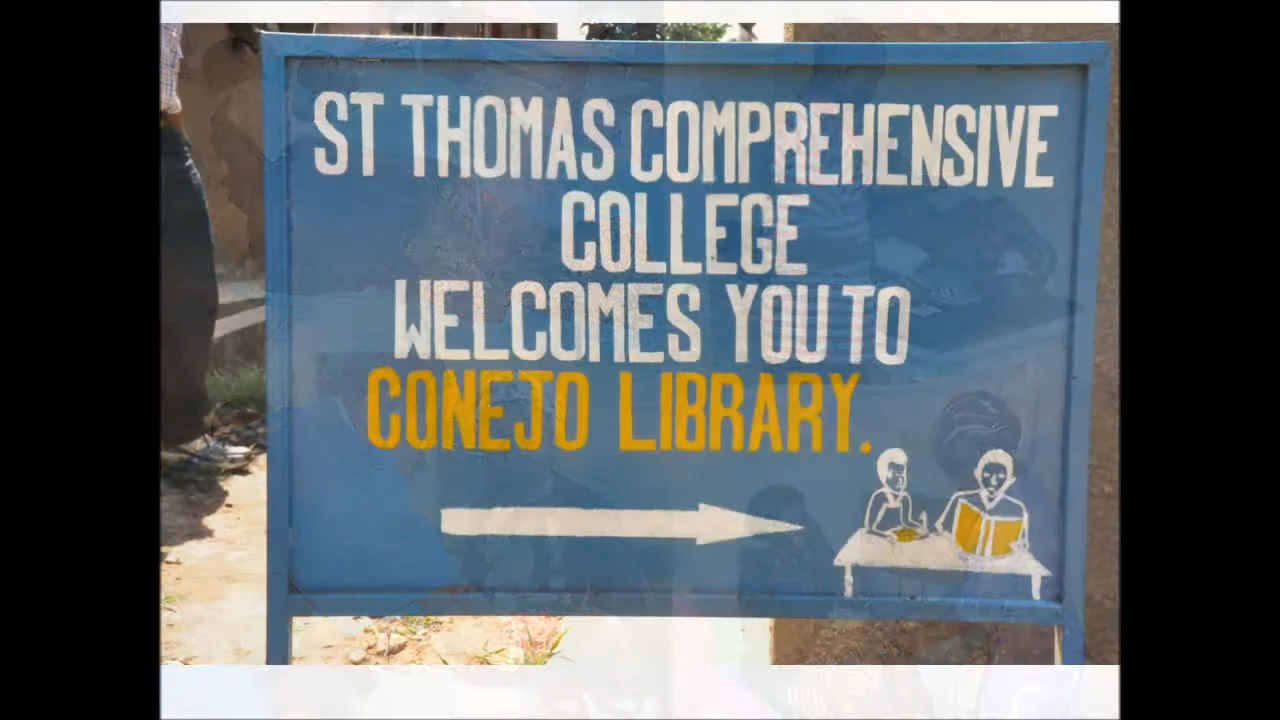 ST THOMAS COMPREHENSIVE
COLLEGE
WELCOMES YOU TO
CONEJO LIBRARY.